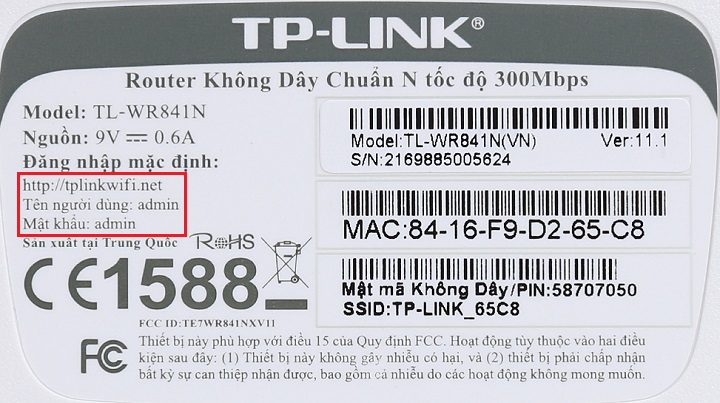 TP-LINK®
Router Không Dây Chuẩn N tốc độ 300Mbps
Model: TL-WR841N
Nguồn: 9V⎓0.6A
Đăng nhập mặc định:
http://tplinkwifi.net
Tên người dùng: admin
Mật khẩu: admin
Sản xuất tại Trung Quốc RoHS
CE1588
FCC ID:TE7WR841NXV11
Model:TL-WR841N(VN) Ver:11.1
S/N:2169885005624
MAC:84-16-F9-D2-65-C8
Mật mã Không Dây/PIN:58707050
SSID:TP-LINK_65C8
FC
Thiết bị này phù hợp với điều 15 của Quy định FCC. Hoạt động tùy thuộc vào hai điều
kiện sau đây: (1) Thiết bị này không gây nhiễu có hại, và (2) thiết bị phải chấp nhận
bất kỳ sự can thiệp nhận được, bao gồm cả nhiễu do các hoạt động không mong muốn.